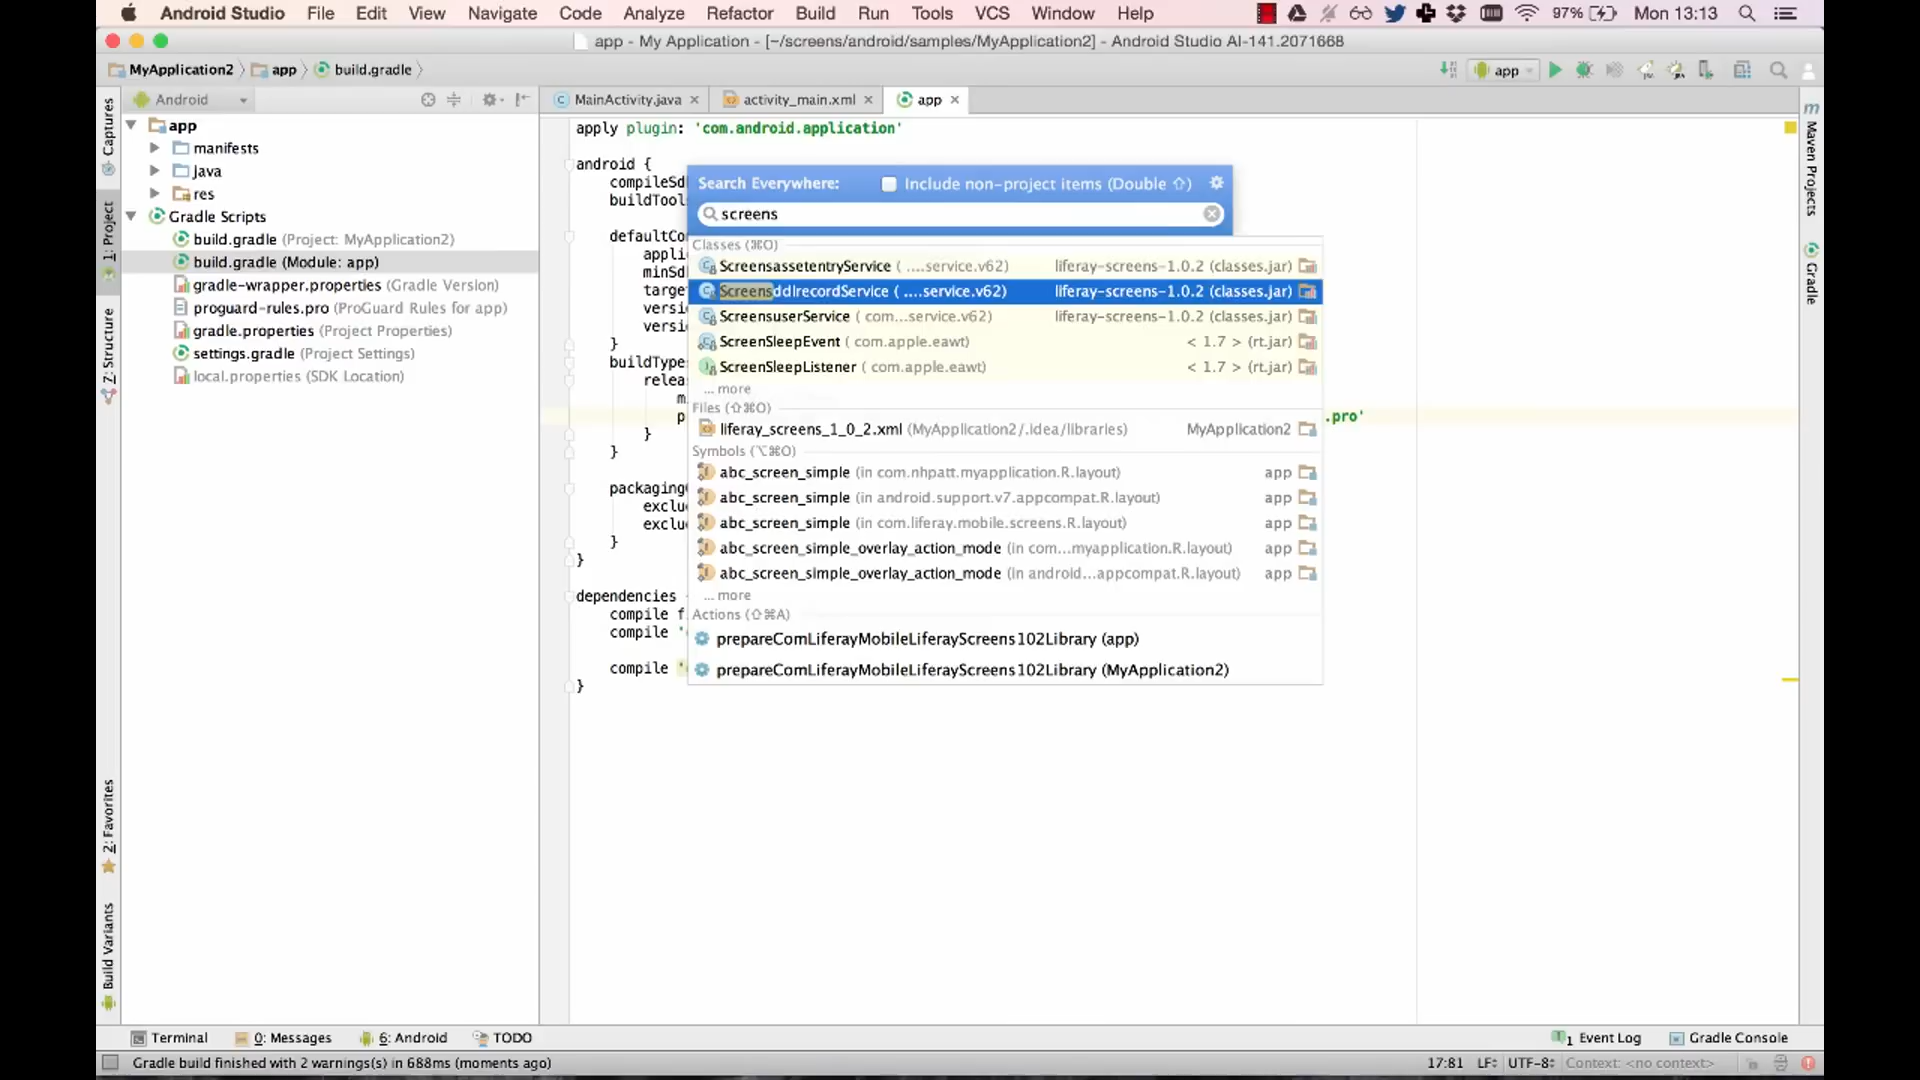 Android Studio File Edit View Navigate Code Analyze Refactor Build Run Tools VCS Window Help 97% Mon 13:13
app - My Application - [~/screens/android/samples/MyApplication2] - Android Studio AI-141.2071668
MyApplication2 app build.gradle app
Android
MainActivity.java activity_main.xml app
Captures
1: Project
Z: Structure
2: Favorites
Build Variants
app
manifests
java
res
Gradle Scripts
build.gradle (Project: MyApplication2)
build.gradle (Module: app)
gradle-wrapper.properties (Gradle Version)
proguard-rules.pro (ProGuard Rules for app)
gradle.properties (Project Properties)
settings.gradle (Project Settings)
local.properties (SDK Location)
apply plugin: 'com.android.application'
android {
compileSd
buildTool
defaultCo
appli
minSd
targe
versi
versi
}
buildType
relea
m
p .pro'
}
}
packaging
exclu
exclu
}
}
dependencies
compile f
compile '
compile '
}
Search Everywhere: Include non-project items (Double ⇧)
screens
Classes (⌘O)
ScreensassetentryService ( ....service.v62) liferay-screens-1.0.2 (classes.jar)
ScreensddlrecordService ( ....service.v62) liferay-screens-1.0.2 (classes.jar)
ScreensuserService ( com...service.v62) liferay-screens-1.0.2 (classes.jar)
ScreenSleepEvent ( com.apple.eawt) < 1.7 > (rt.jar)
ScreenSleepListener ( com.apple.eawt) < 1.7 > (rt.jar)
... more
Files (⇧⌘O)
liferay_screens_1_0_2.xml (MyApplication2/.idea/libraries) MyApplication2
Symbols (⌥⌘O)
abc_screen_simple (in com.nhpatt.myapplication.R.layout) app
abc_screen_simple (in android.support.v7.appcompat.R.layout) app
abc_screen_simple (in com.liferay.mobile.screens.R.layout) app
abc_screen_simple_overlay_action_mode (in com...myapplication.R.layout) app
abc_screen_simple_overlay_action_mode (in android...appcompat.R.layout) app
... more
Actions (⇧⌘A)
prepareComLiferayMobileLiferayScreens102Library (app)
prepareComLiferayMobileLiferayScreens102Library (MyApplication2)
Maven Projects
Gradle
Terminal 0: Messages 6: Android TODO 1 Event Log Gradle Console
Gradle build finished with 2 warnings(s) in 688ms (moments ago) 17:81 LF÷ UTF-8÷ Context: <no context>